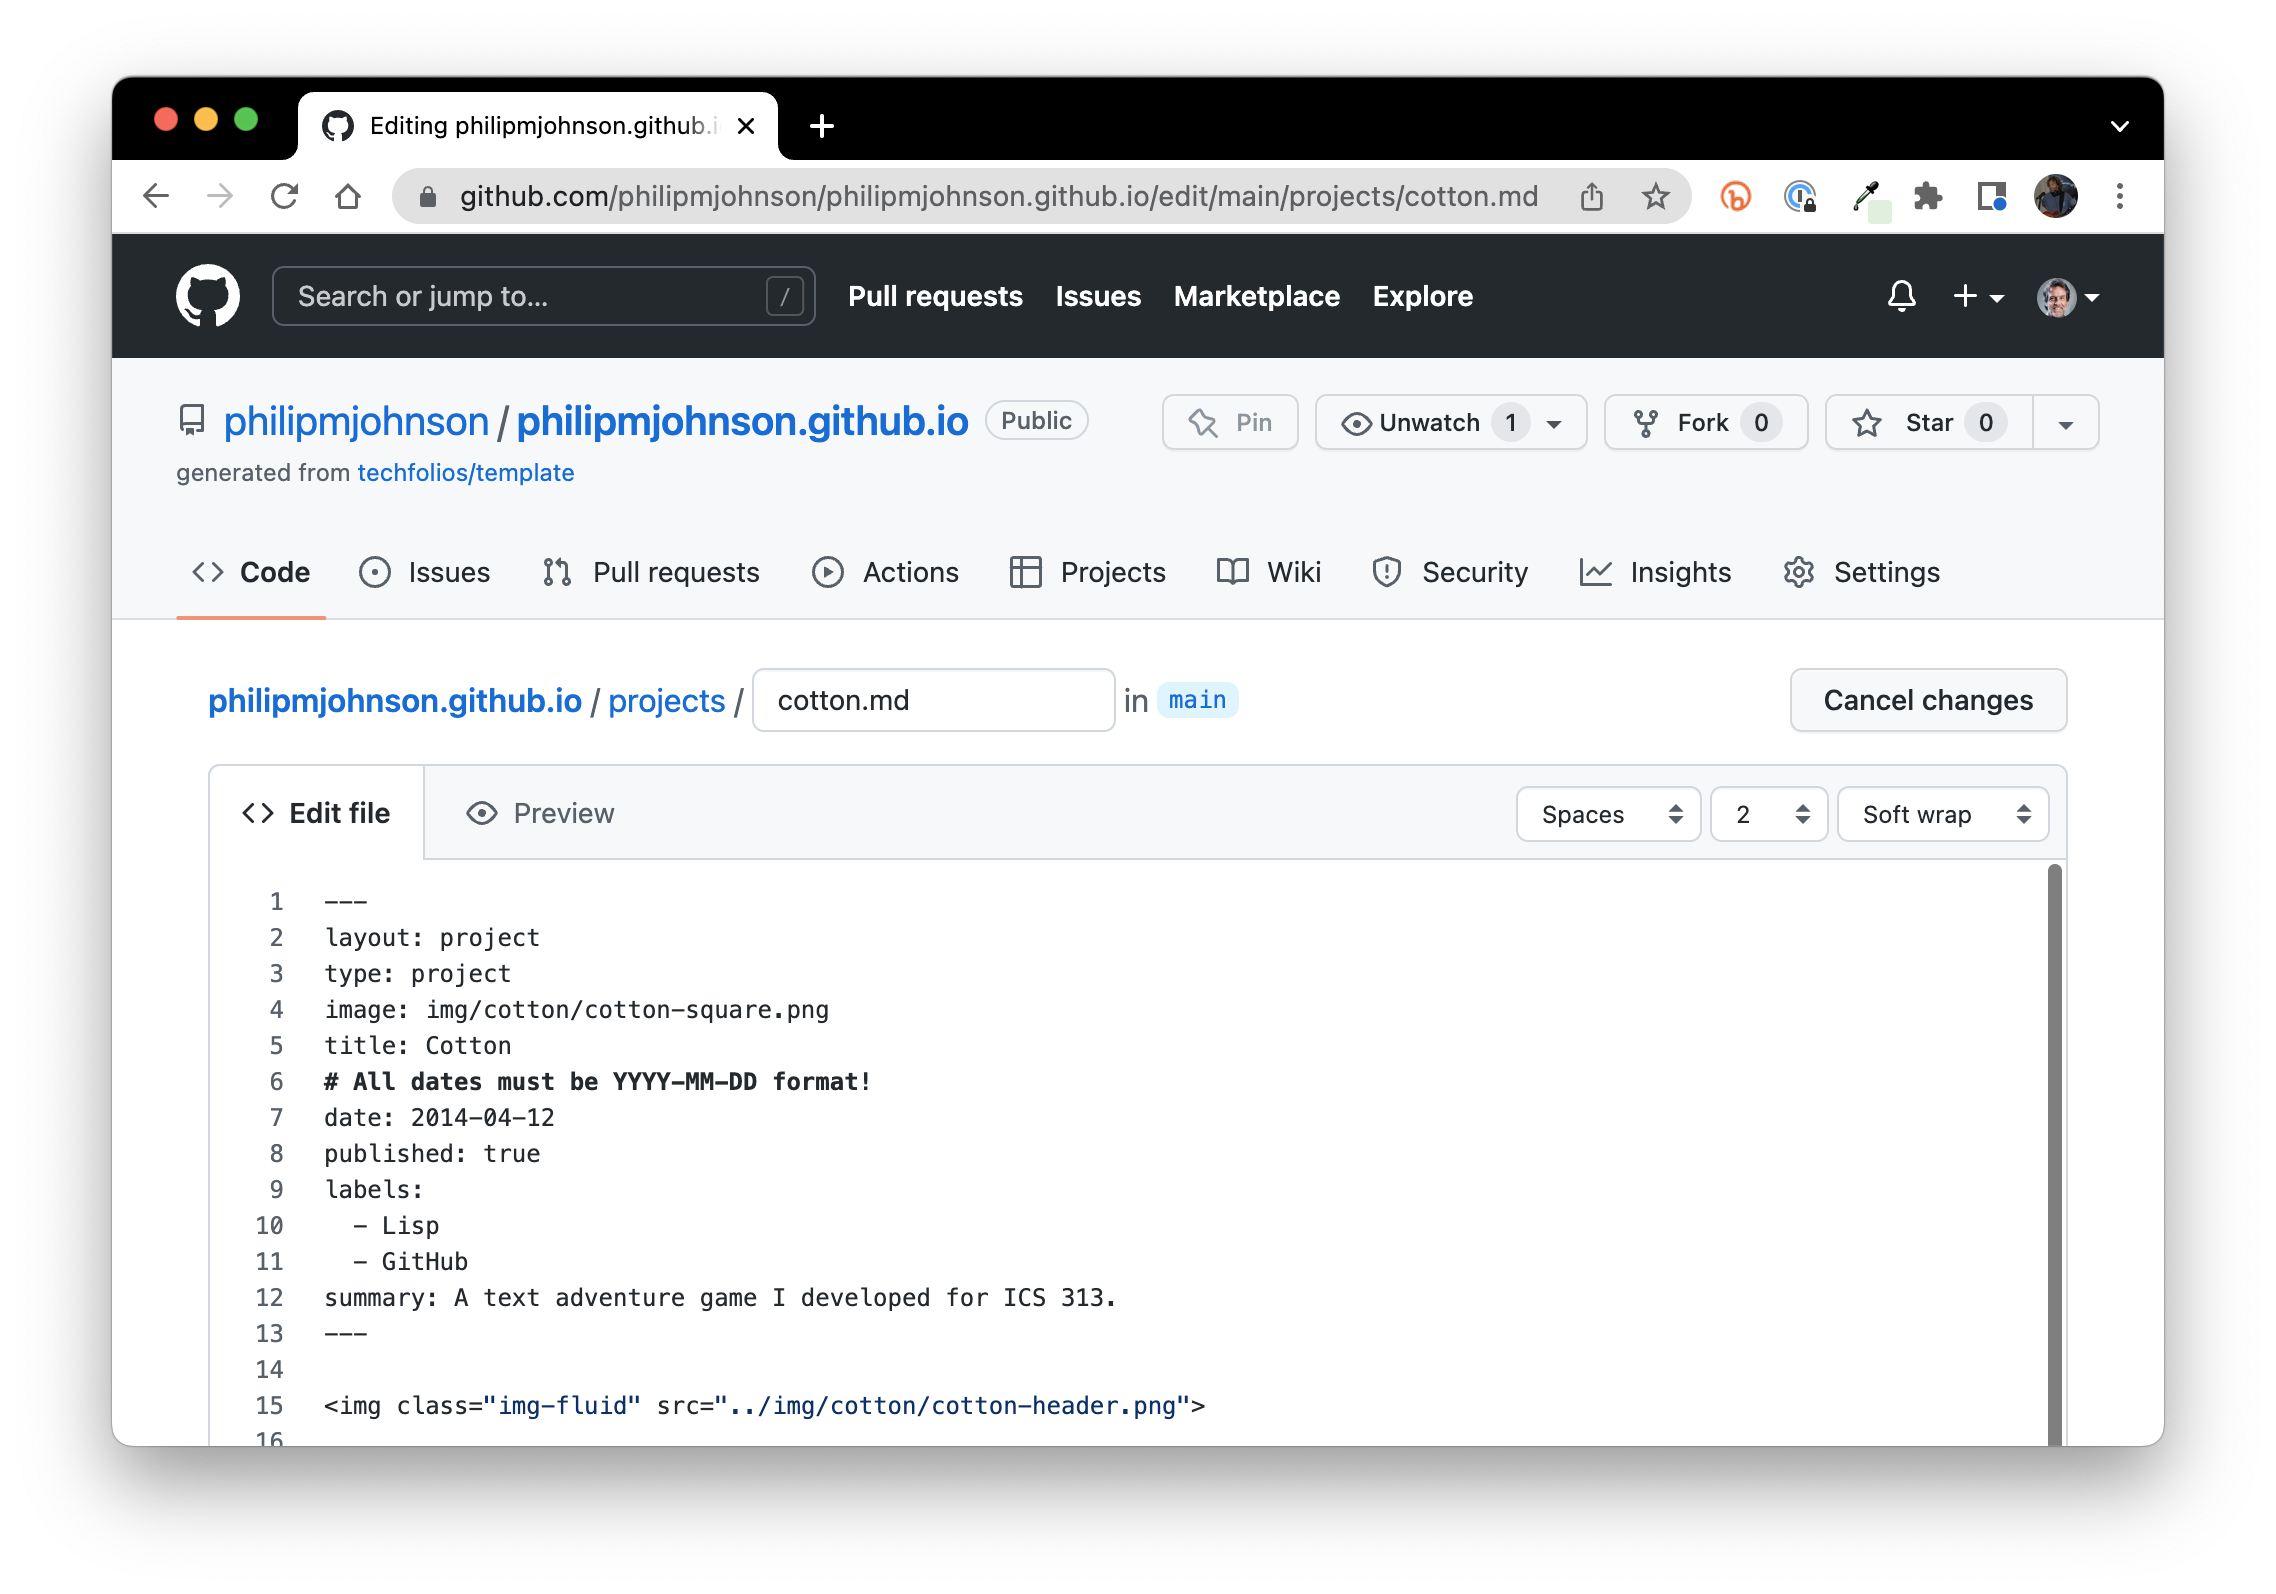 Editing philipmjohnson.github.i
github.com/philipmjohnson/philipmjohnson.github.io/edit/main/projects/cotton.md
Search or jump to... /
Pull requests Issues Marketplace Explore
philipmjohnson / philipmjohnson.github.io Public
Pin Unwatch 1 Fork 0 Star 0
generated from techfolios/template
Code Issues Pull requests Actions Projects Wiki Security Insights Settings
philipmjohnson.github.io / projects / cotton.md in main Cancel changes
Edit file Preview Spaces 2 Soft wrap
1 ---
2 layout: project
3 type: project
4 image: img/cotton/cotton-square.png
5 title: Cotton
6 # All dates must be YYYY-MM-DD format!
7 date: 2014-04-12
8 published: true
9 labels:
10 - Lisp
11 - GitHub
12 summary: A text adventure game I developed for ICS 313.
13 ---
14
15 <img class="img-fluid" src="../img/cotton/cotton-header.png">
16